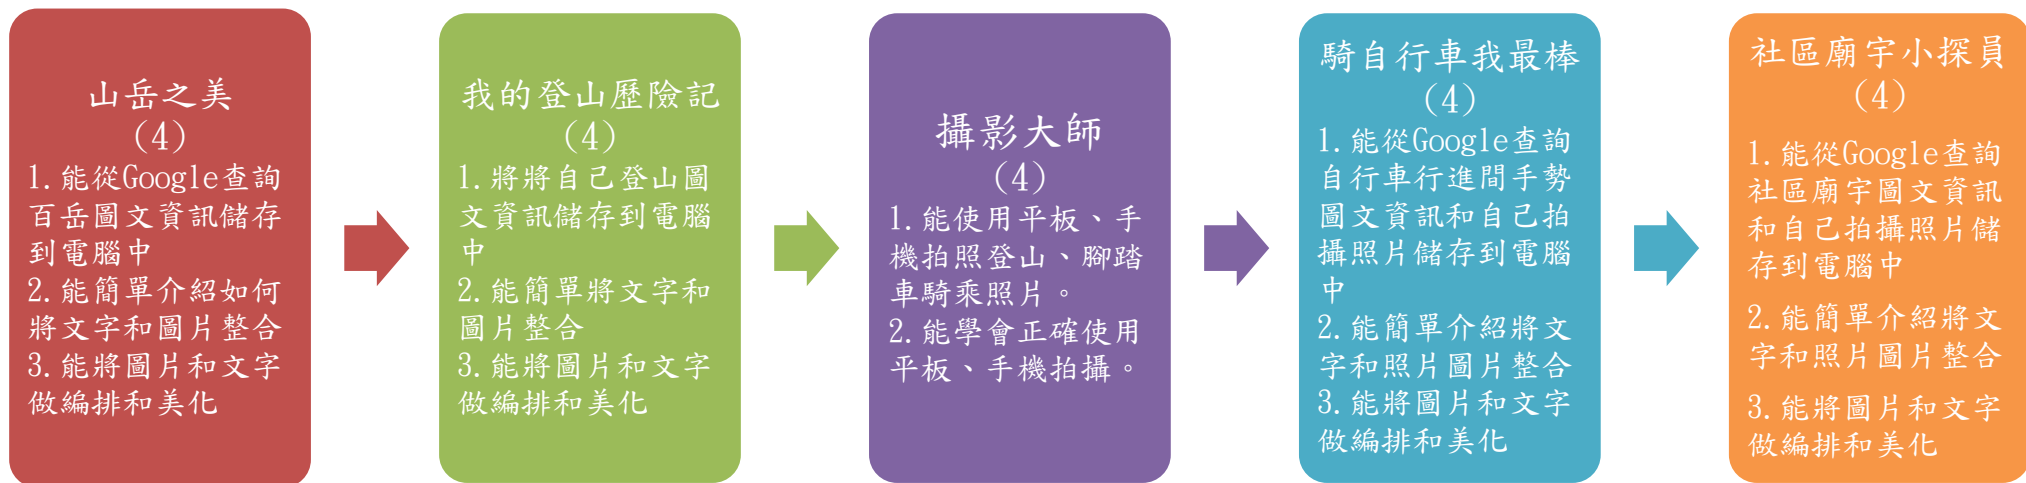 山岳之美
(4)
1.能從Google查詢
百岳圖文資訊儲存
到電腦中
2.能簡單介紹如何
將文字和圖片整合
3.能將圖片和文字
做編排和美化
我的登山歷險記
(4)
1.將將自己登山圖
文資訊儲存到電腦
中
2.能簡單將文字和
圖片整合
3.能將圖片和文字
做編排和美化
攝影大師
(4)
1.能使用平板、手
機拍照登山、腳踏
車騎乘照片。
2.能學會正確使用
平板、手機拍攝。
騎自行車我最棒
(4)
1.能從Google查詢
自行車行進間手勢
圖文資訊和自己拍
攝照片儲存到電腦
中
2.能簡單介紹將文
字和照片圖片整合
3.能將圖片和文字
做編排和美化
社區廟宇小探員
(4)
1.能從Google查詢
社區廟宇圖文資訊
和自己拍攝照片儲
存到電腦中
2.能簡單介紹將文
字和照片圖片整合
3.能將圖片和文字
做編排和美化